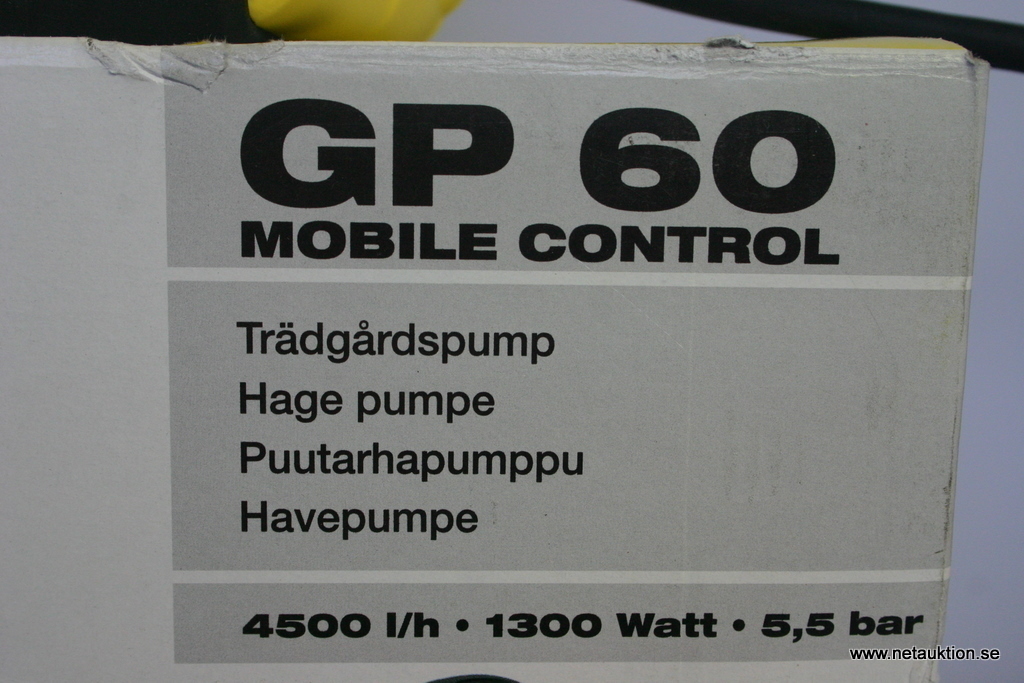 GP 60
MOBILE CONTROL
Trädgårdspump
Hage pumpe
Puutarhapumppu
Havepumpe
4500 l/h • 1300 Watt • 5,5 bar
www.netauktion.se